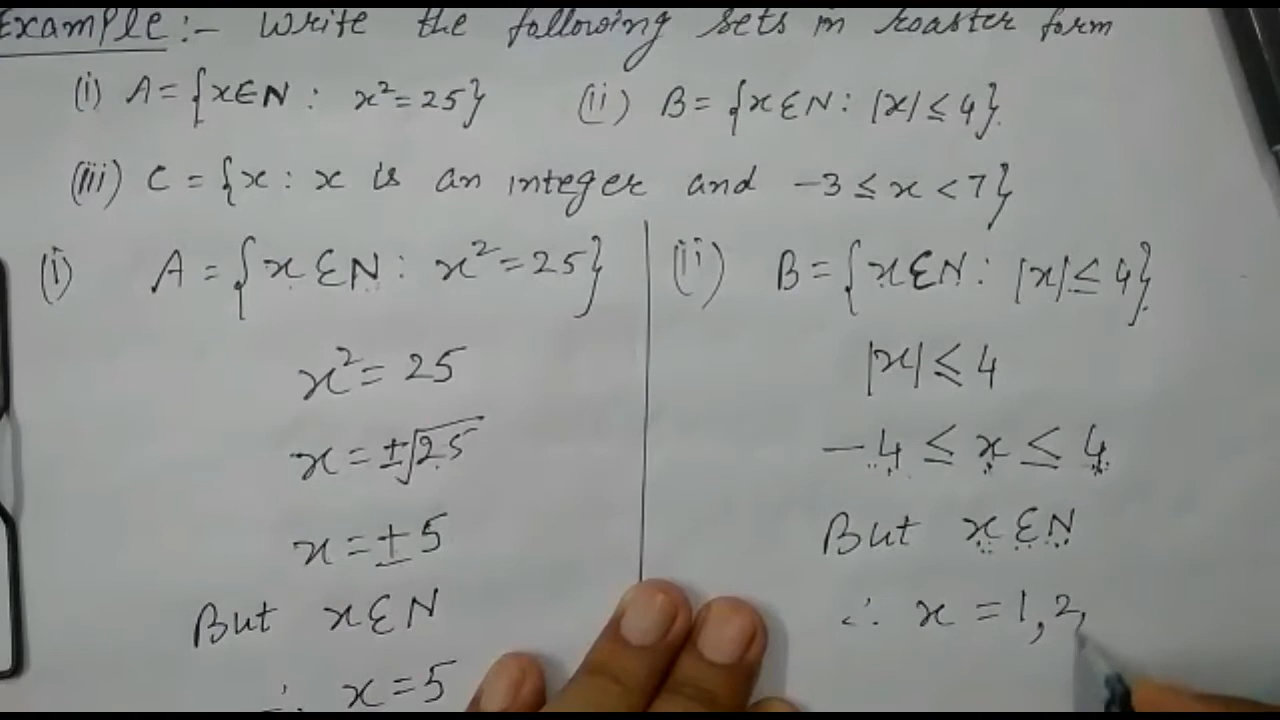 Example :- Write the following sets in roaster form
(i) A = {x∈N : x² = 25} (ii) B = {x∈N : |x| ≤ 4}.
(iii) C = {x : x is an integer and -3 ≤ x < 7}
(i) A = {x∈N : x² = 25}
x² = 25
x = ±√25
x = ±5
But x∈N
∴ x = 5
(ii) B = {x∈N : |x| ≤ 4}
|x| ≤ 4
-4 ≤ x ≤ 4
But x∈N
∴ x = 1, 2,